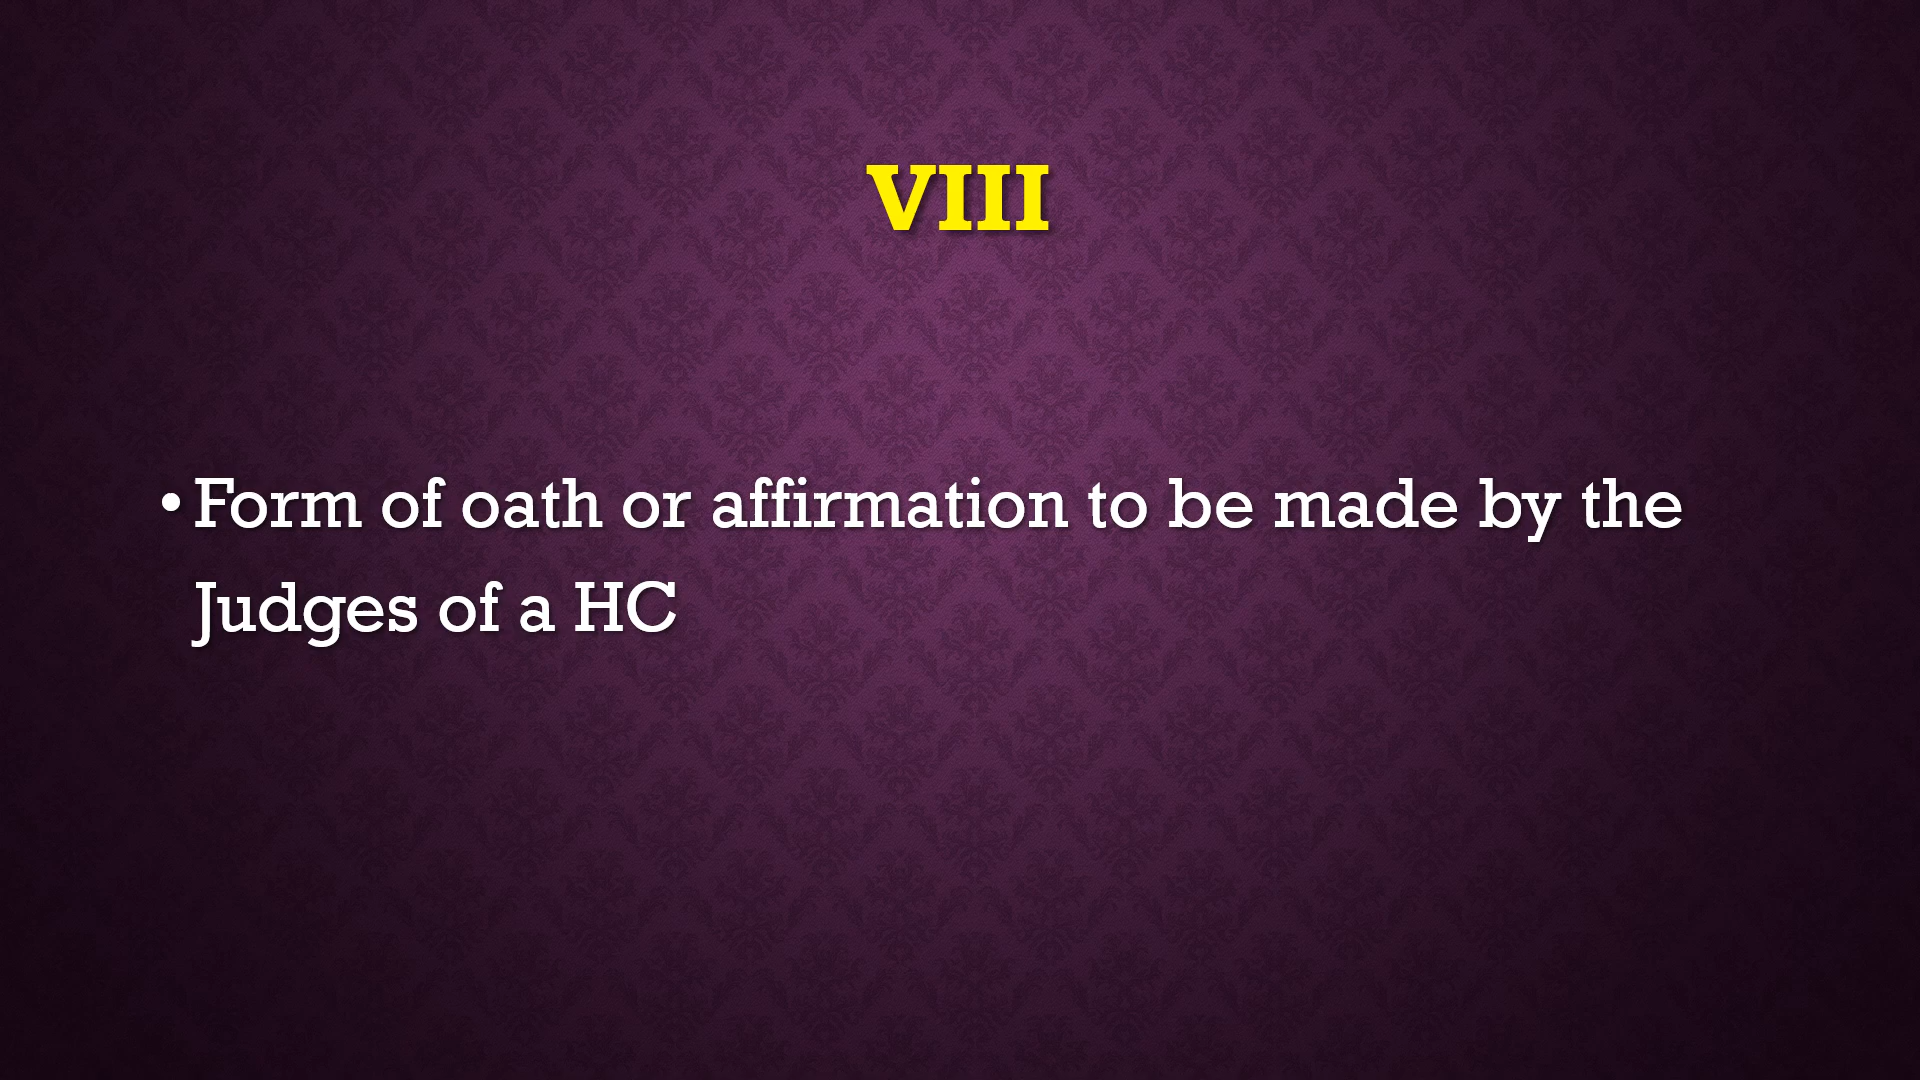 VIII
• Form of oath or affirmation to be made by the
Judges of a HC